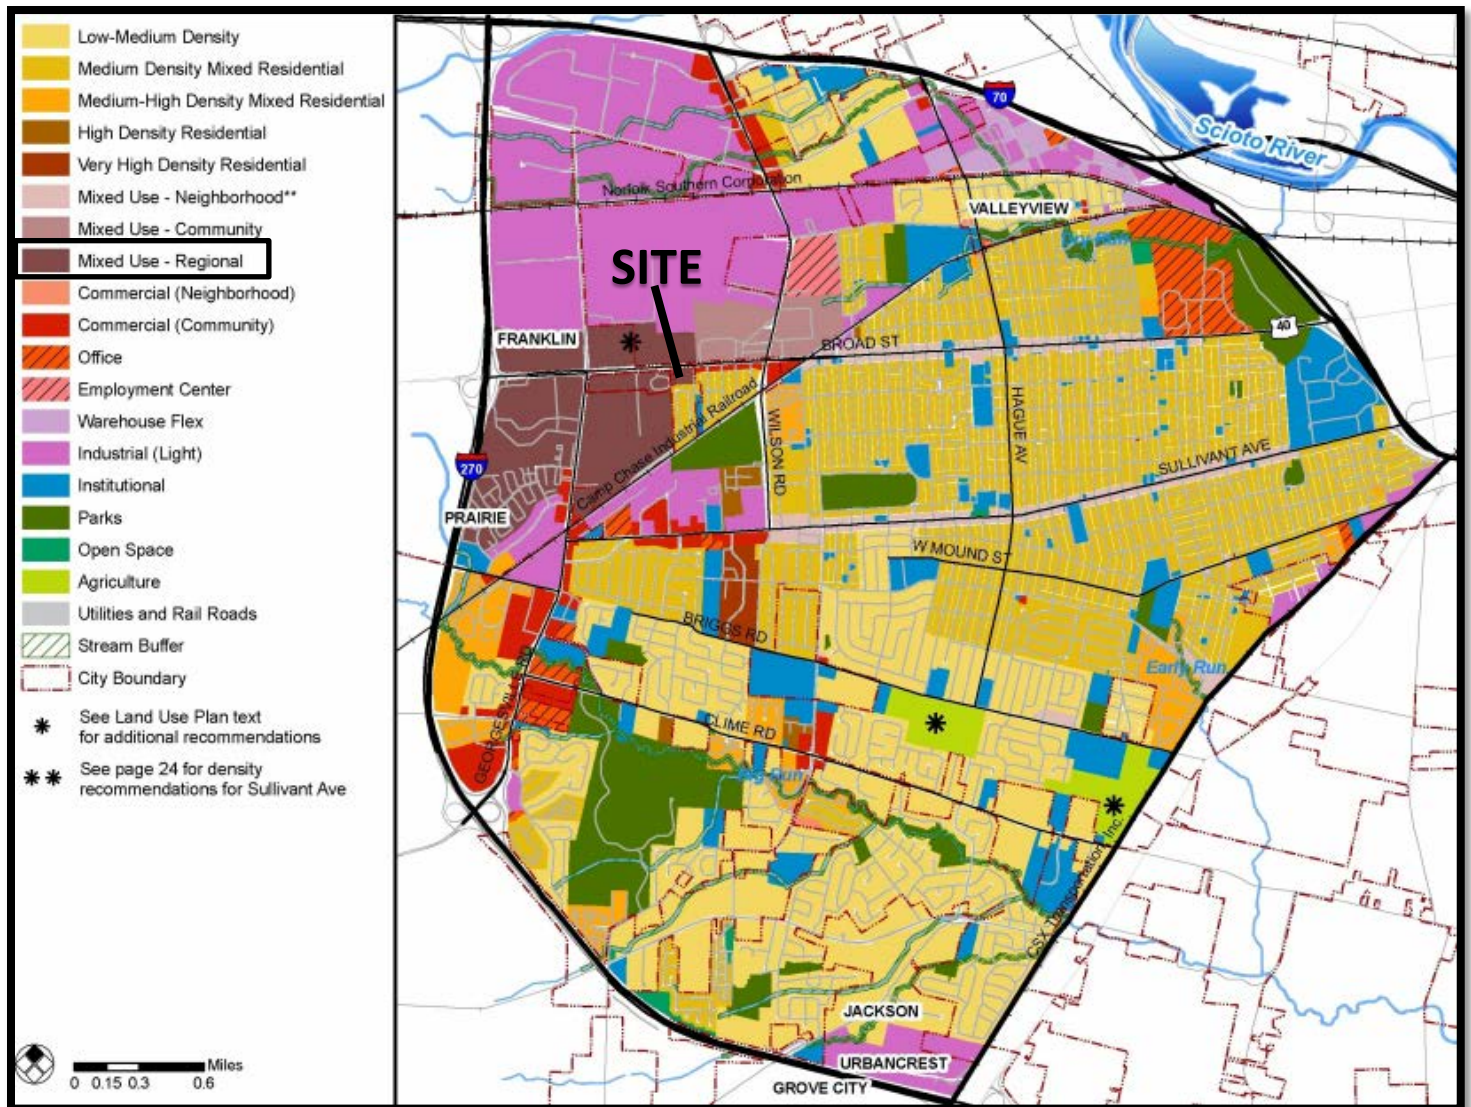 Low-Medium Density
Medium Density Mixed Residential
Medium-High Density Mixed Residential
High Density Residential
Very High Density Residential
Mixed Use - Neighborhood**
Mixed Use - Community
Mixed Use - Regional
Commercial (Neighborhood)
Commercial (Community)
Office
Employment Center
Warehouse Flex
Industrial (Light)
Institutional
Parks
Open Space
Agriculture
Utilities and Rail Roads
Stream Buffer
City Boundary
See Land Use Plan text
for additional recommendations
See page 24 for density
recommendations for Sullivant Ave
Miles
0 0.15 0.3 0.6
70
Scioto River
Norfolk Southern Corporation
VALLEYVIEW
SITE
40
FRANKLIN
BROAD ST
Camp Chase Industrial Railroad
WILSON RD
HAGUE AV
SULLIVANT AVE
270
PRAIRIE
W MOUND ST
BRIGGS RD
Early Run
GEORGESVILLE RD
CLIME RD
Big Run
CSX Transportation Inc.
JACKSON
URBANCREST
GROVE CITY